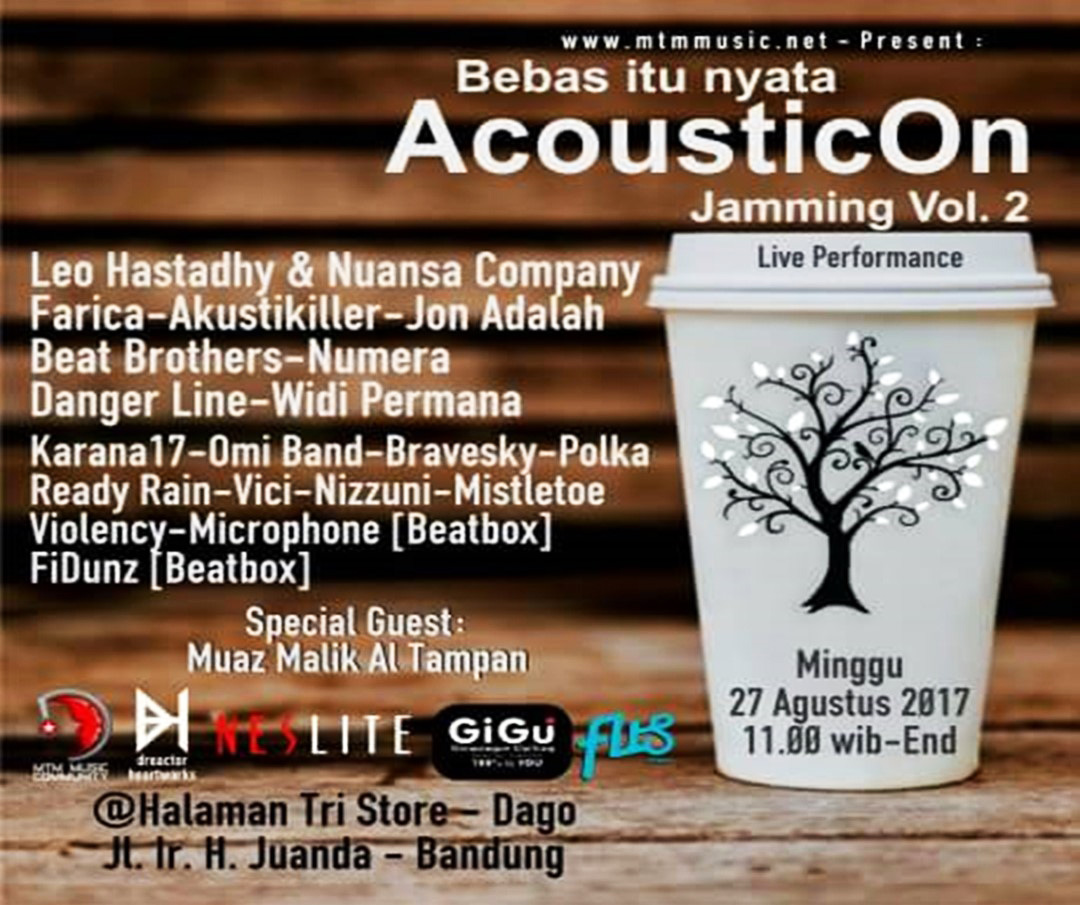 www.mtmmusic.net - Present :
Bebas itu nyata
AcousticOn
Jamming Vol. 2
Live Performance
Leo Hastadhy & Nuansa Company
Farica-Akustikiller-Jon Adalah
Beat Brothers-Numera
Danger Line-Widi Permana
Karana17-Omi Band-Bravesky-Polka
Ready Rain-Vici-Nizzuni-Mistletoe
Violency-Microphone [Beatbox]
FiDunz [Beatbox]
Special Guest:
Muaz Malik Al Tampan
Minggu
27 Agustus 2017
11.00 wib-End
MTM MUSIC
COMMUNITY
dreactor
heartworks
NESLITE
GiGu
flus
@Halaman Tri Store - Dago
Jl. Ir. H. Juanda - Bandung